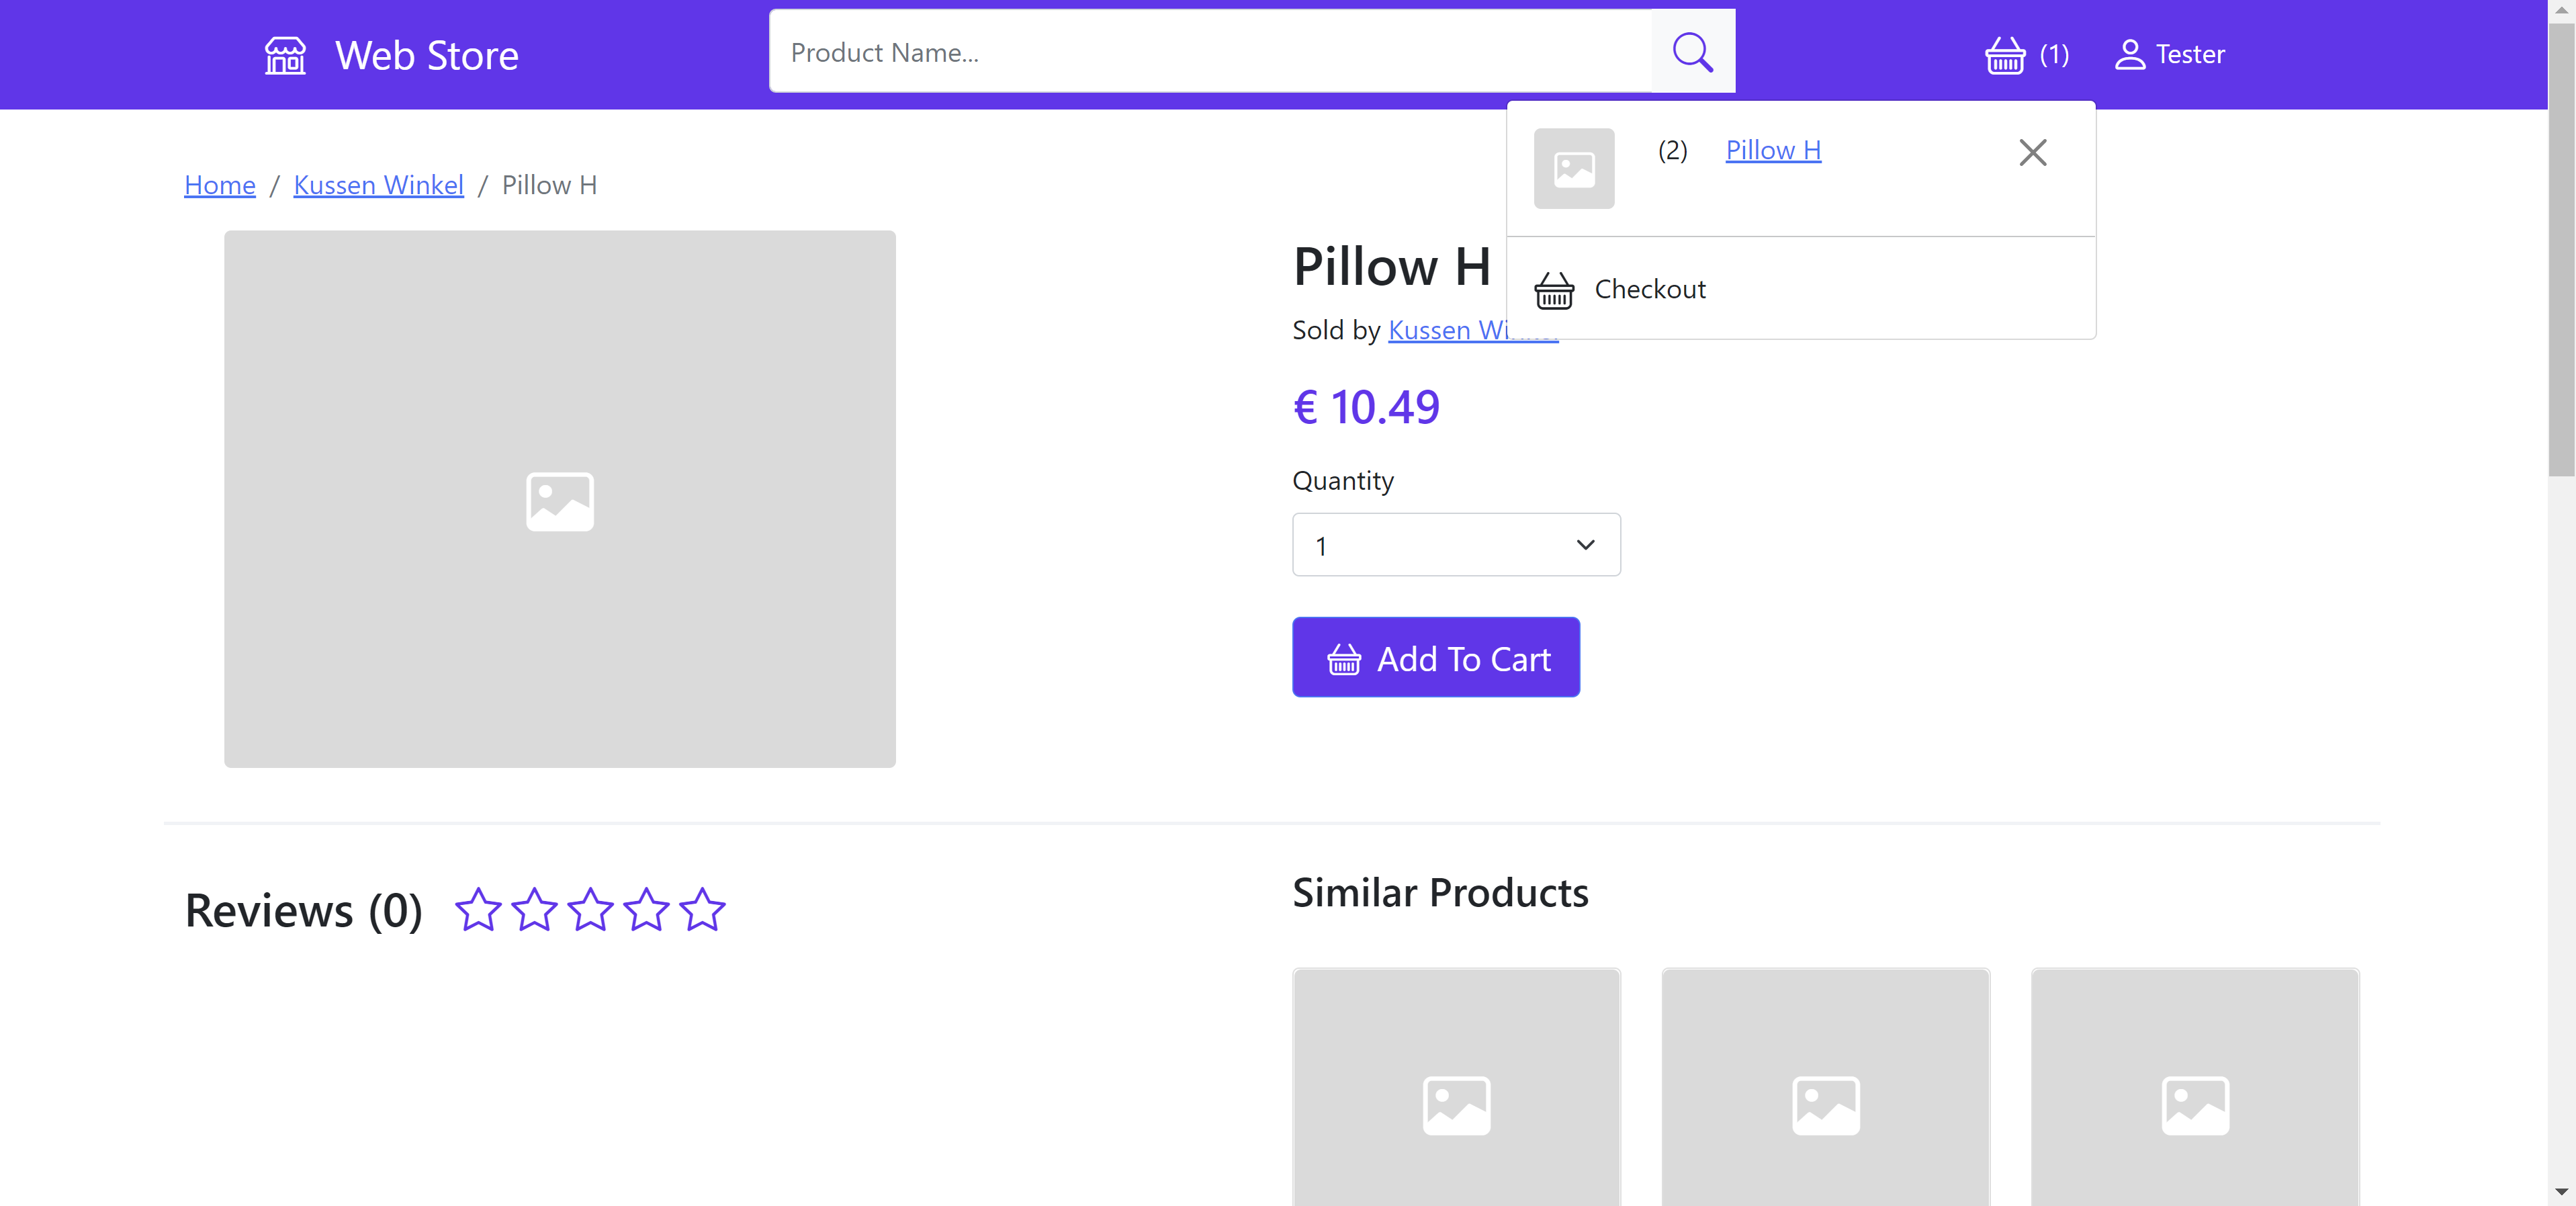 Web Store
Product Name...
(1)
Tester
(2) Pillow H
Checkout
Home / Kussen Winkel / Pillow H
Pillow H
Sold by Kussen Wi
€ 10.49
Quantity
1
Add To Cart
Reviews (0)
Similar Products